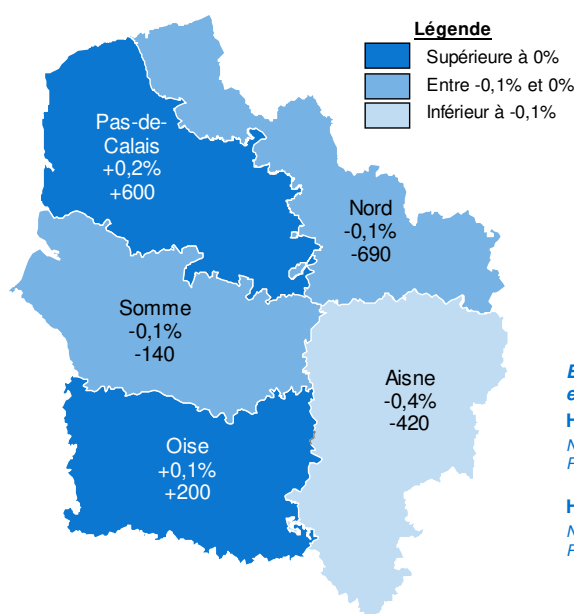 Légende
Supérieure à 0%
Entre -0,1% et 0%
Inférieur à -0,1%
Pas-de-
Calais
+0,2%
+600
Nord
-0,1%
-690
Somme
-0,1%
-140
Aisne
-0,4%
-420
Oise
+0,1%
+200